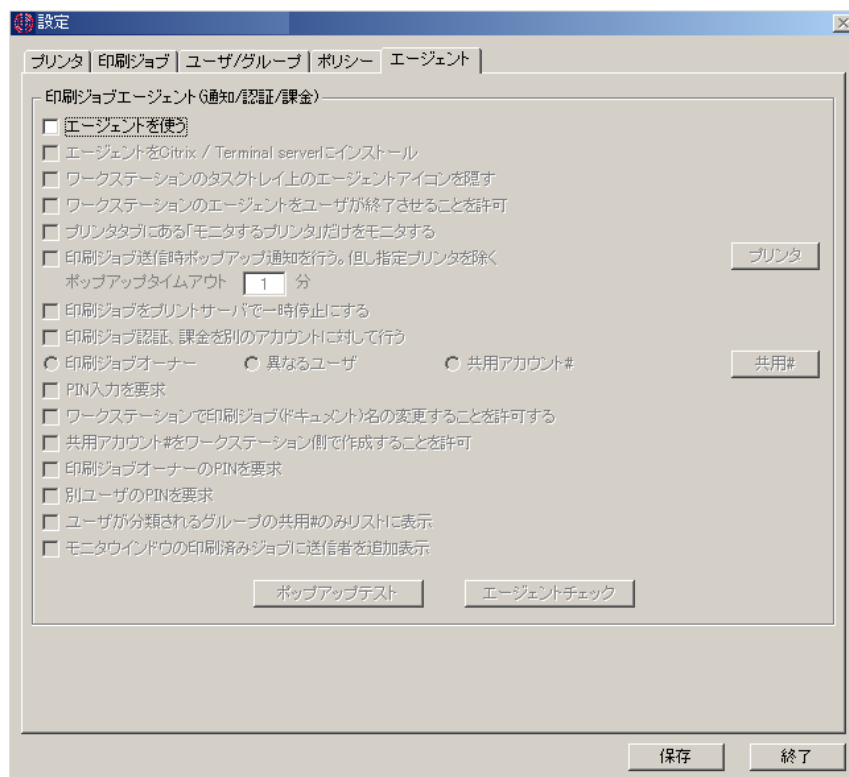 設定
プリンタ 印刷ジョブ ユーザ/グループ ポリシー エージェント
印刷ジョブエージェント(通知/認証/課金)
エージェントを使う
エージェントをCitrix / Terminal serverにインストール
ワークステーションのタスクトレイ上のエージェントアイコンを隠す
ワークステーションのエージェントをユーザが終了させることを許可
プリンタタブにある「モニタするプリンタ」だけをモニタする
印刷ジョブ送信時ポップアップ通知を行う。但し指定プリンタを除く プリンタ
ポップアップタイムアウト 1 分
印刷ジョブをプリントサーバで一時停止にする
印刷ジョブ認証、課金を別のアカウントに対して行う
印刷ジョブオーナー 異なるユーザ 共用アカウント# 共用#
PIN入力を要求
ワークステーションで印刷ジョブ(ドキュメント)名の変更することを許可する
共用アカウント#をワークステーション側で作成することを許可
印刷ジョブオーナーのPINを要求
別ユーザのPINを要求
ユーザが分類されるグループの共用#のみリストに表示
モニタウインドウの印刷済みジョブに送信者を追加表示
ポップアップテスト エージェントチェック
保存 終了